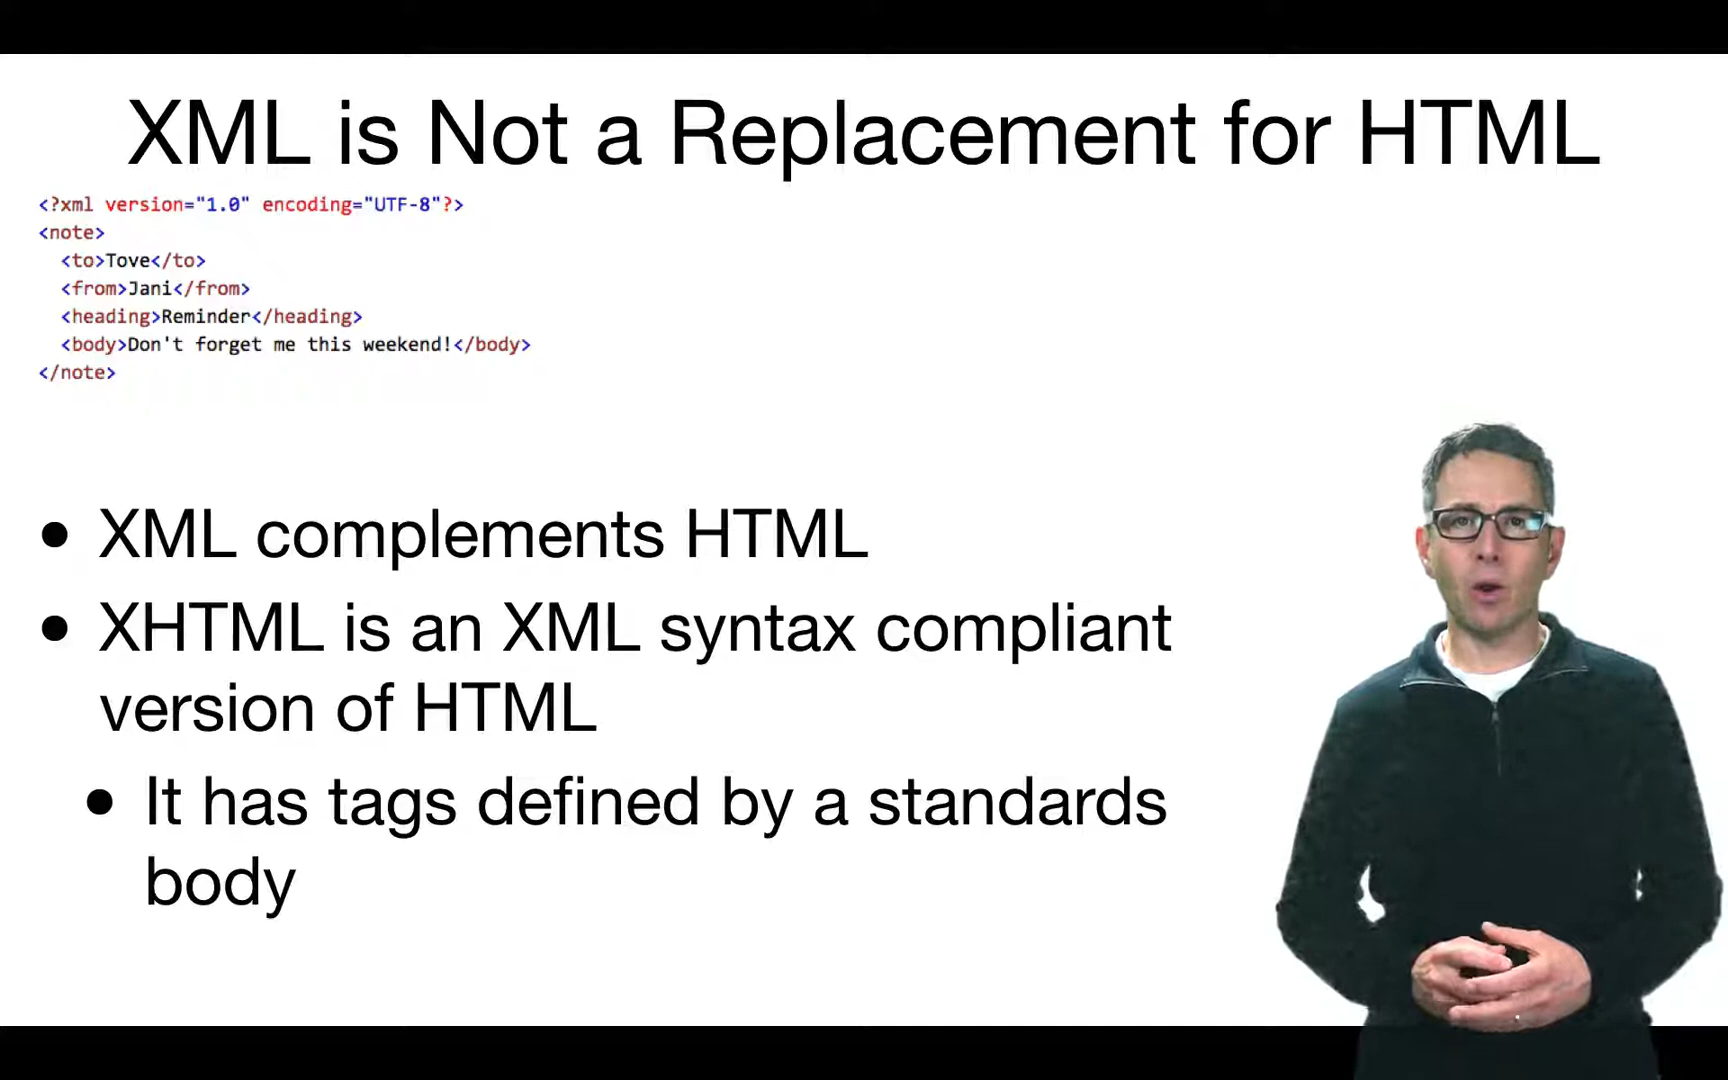 XML is Not a Replacement for HTML
<?xml version="1.0" encoding="UTF-8"?>
<note>
  <to>Tove</to>
  <from>Jani</from>
  <heading>Reminder</heading>
  <body>Don't forget me this weekend!</body>
</note>
• XML complements HTML
• XHTML is an XML syntax compliant
version of HTML
• It has tags defined by a standards
body